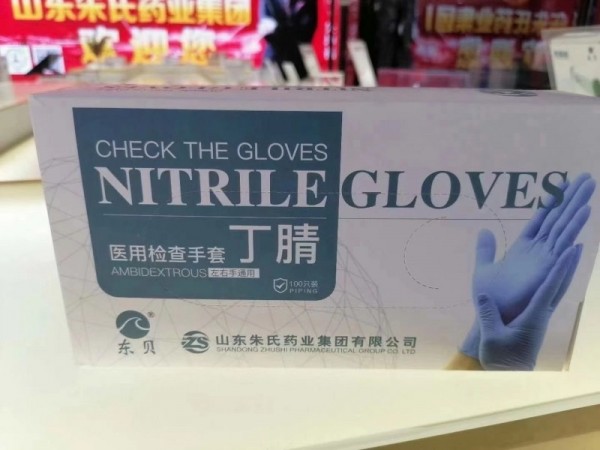 山东朱氏药业集团
欢迎您
CHECK THE GLOVES
NITRILE GLOVES
医用检查手套 丁腈
AMBIDEXTROUS 左右手通用
100只装
PIPING
东贝 ®
ZS 山东朱氏药业集团有限公司
SHANDONG ZHUSHI PHARMACEUTICAL GROUP CO. LTD